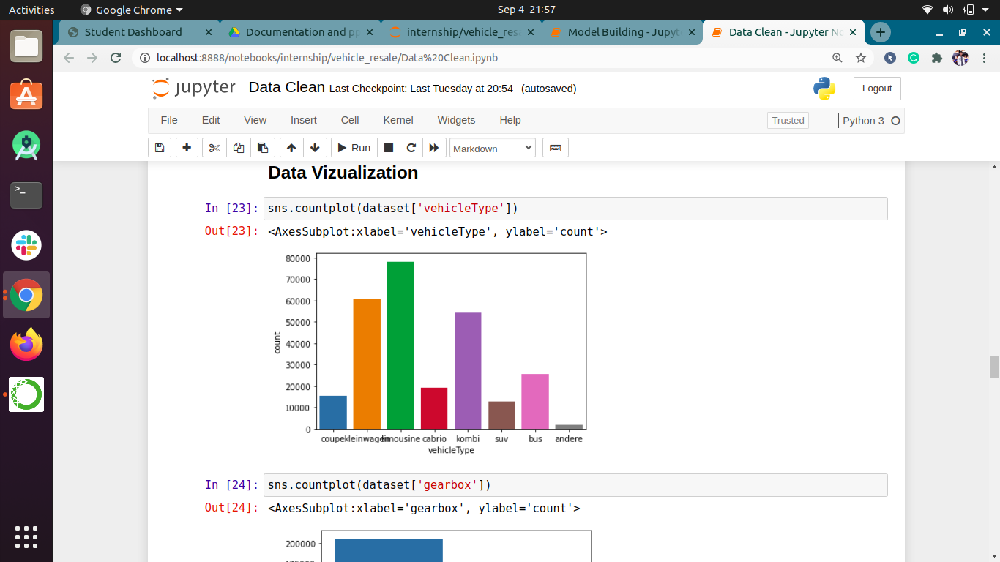 Activities Google Chrome Sep 4 21:57
Student Dashboard Documentation and pp internship/vehicle_res Model Building - Jupyt Data Clean - Jupyter No
localhost:8888/notebooks/internship/vehicle_resale/Data%20Clean.ipynb
jupyter Data Clean Last Checkpoint: Last Tuesday at 20:54 (autosaved) Logout
File Edit View Insert Cell Kernel Widgets Help Trusted Python 3
Run Markdown
Data Vizualization
In [23]: sns.countplot(dataset['vehicleType'])
Out[23]: <AxesSubplot:xlabel='vehicleType', ylabel='count'>
80000
70000
60000
50000
40000
30000
20000
10000
0
count
coupe kleinwagen limousine cabrio kombi suv bus andere
vehicleType
In [24]: sns.countplot(dataset['gearbox'])
Out[24]: <AxesSubplot:xlabel='gearbox', ylabel='count'>
200000